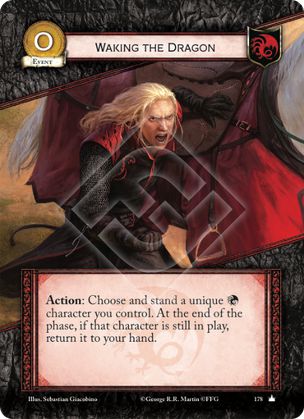 0
EVENT
WAKING THE DRAGON
Action: Choose and stand a unique
character you control. At the end of the
phase, if that character is still in play,
return it to your hand.
Illus. Sebastian Giacobino ©George R.R. Martin ©FFG 178